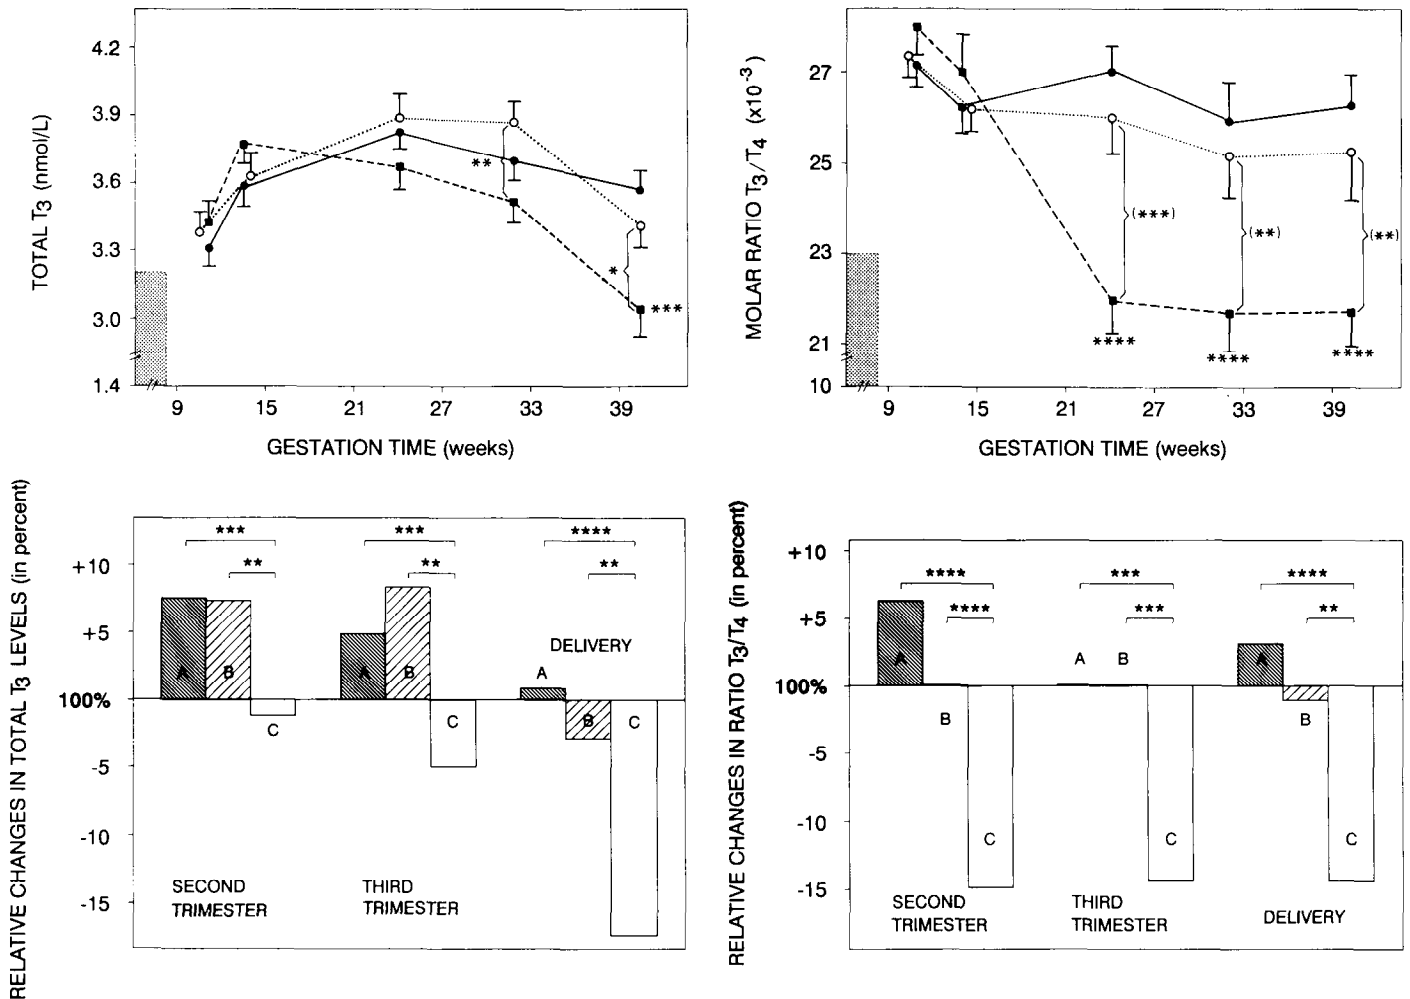 TOTAL T3 (nmol/L)
4.2
3.9
3.6
3.3
3.0
1.4
**
*
***
9 15 21 27 33 39
GESTATION TIME (weeks)
MOLAR RATIO T3/T4 (x10-3)
27
25
23
21
10
(***)
(**)
(**)
****
****
****
9 15 21 27 33 39
GESTATION TIME (weeks)
RELATIVE CHANGES IN TOTAL T3 LEVELS (in percent)
+10
+5
100%
-5
-10
-15
*** *** ****
** ** **
DELIVERY
A B C
A B C
A B C
SECOND
TRIMESTER
THIRD
TRIMESTER
RELATIVE CHANGES IN RATIO T3/T4 (in percent)
+10
+5
100%
-5
-10
-15
**** *** ****
**** *** **
A B C
A B C
A B C
SECOND
TRIMESTER
THIRD
TRIMESTER
DELIVERY